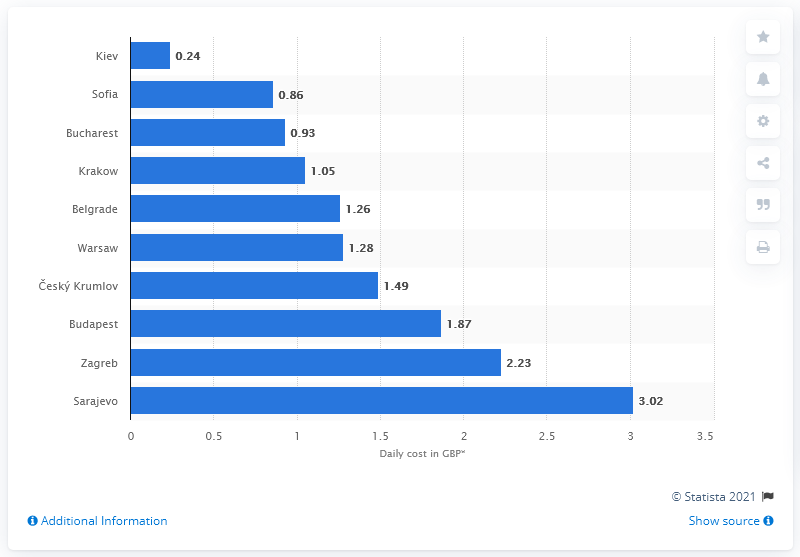 Kiev 0.24
Sofia 0.86
Bucharest 0.93
Krakow 1.05
Belgrade 1.26
Warsaw 1.28
Český Krumlov 1.49
Budapest 1.87
Zagreb 2.23
Sarajevo 3.02
0 0.5 1 1.5 2 2.5 3 3.5
Daily cost in GBP*
© Statista 2021
Additional Information Show source